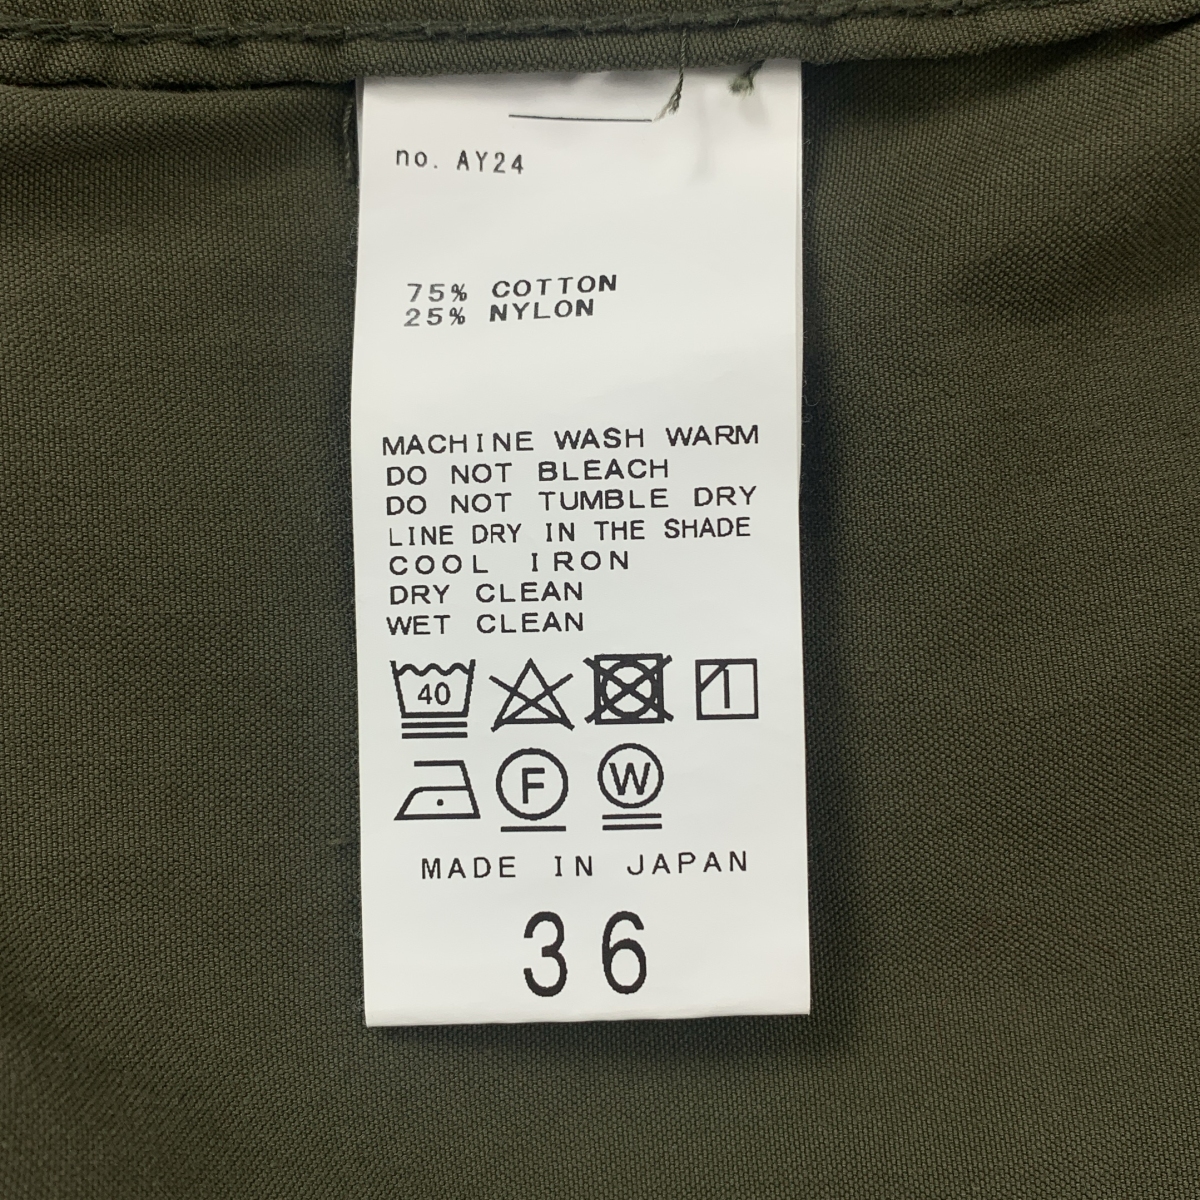 no. AY24
75% COTTON
25% NYLON
MACHINE WASH WARM
DO NOT BLEACH
DO NOT TUMBLE DRY
LINE DRY IN THE SHADE
COOL IRON
DRY CLEAN
WET CLEAN
40
F W
MADE IN JAPAN
36